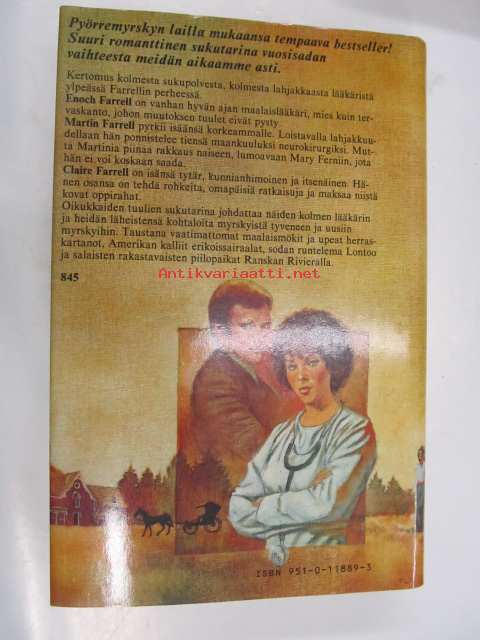 Pyörremyrskyn lailla mukaansa tempaava bestseller!
Suuri romanttinen sukutarina vuosisadan
vaihteesta meidän aikaamme asti.
Kertomus kolmesta sukupolvesta, kolmesta lahjakkaasta lääkäristä
ylpeässä Farrellin perheessä.
Enoch Farrell on vanhan hyvän ajan maalaislääkäri, mies kuin ter-
vaskanto, johon muutoksen tuulet eivät pysty.
Martin Farrell pyrkii isäänsä korkeammalle. Loistavalla lahjakkuu-
dellaan hän ponnistelee tiensä maankuuluksi neurokirurgiksi. Mut-
ta Martinia piinaa rakkaus naiseen, lumoavaan Mary Ferniin, jota
hän ei voi koskaan saada.
Claire Farrell on isänsä tytär, kunnianhimoinen ja itsenäinen. Hä-
nen osansa on tehdä rohkeita, omapäisiä ratkaisuja ja maksaa niistä
kovat oppirahat.
Oikukkaiden tuulien sukutarina johdattaa näiden kolmen lääkärin
ja heidän läheistensä kohtaloita myrskyistä tyveneen ja uusiin
myrskyihin. Taustana vaatimattomat maalaismökit ja upeat herras-
kartanot, Amerikan kalliit erikoissairaalat, sodan runtelema Lontoo
ja salaisten rakastavaisten piilopaikat Ranskan Rivieralla.
845
Antikvariaatti.net
ISBN 951-0-11889-3